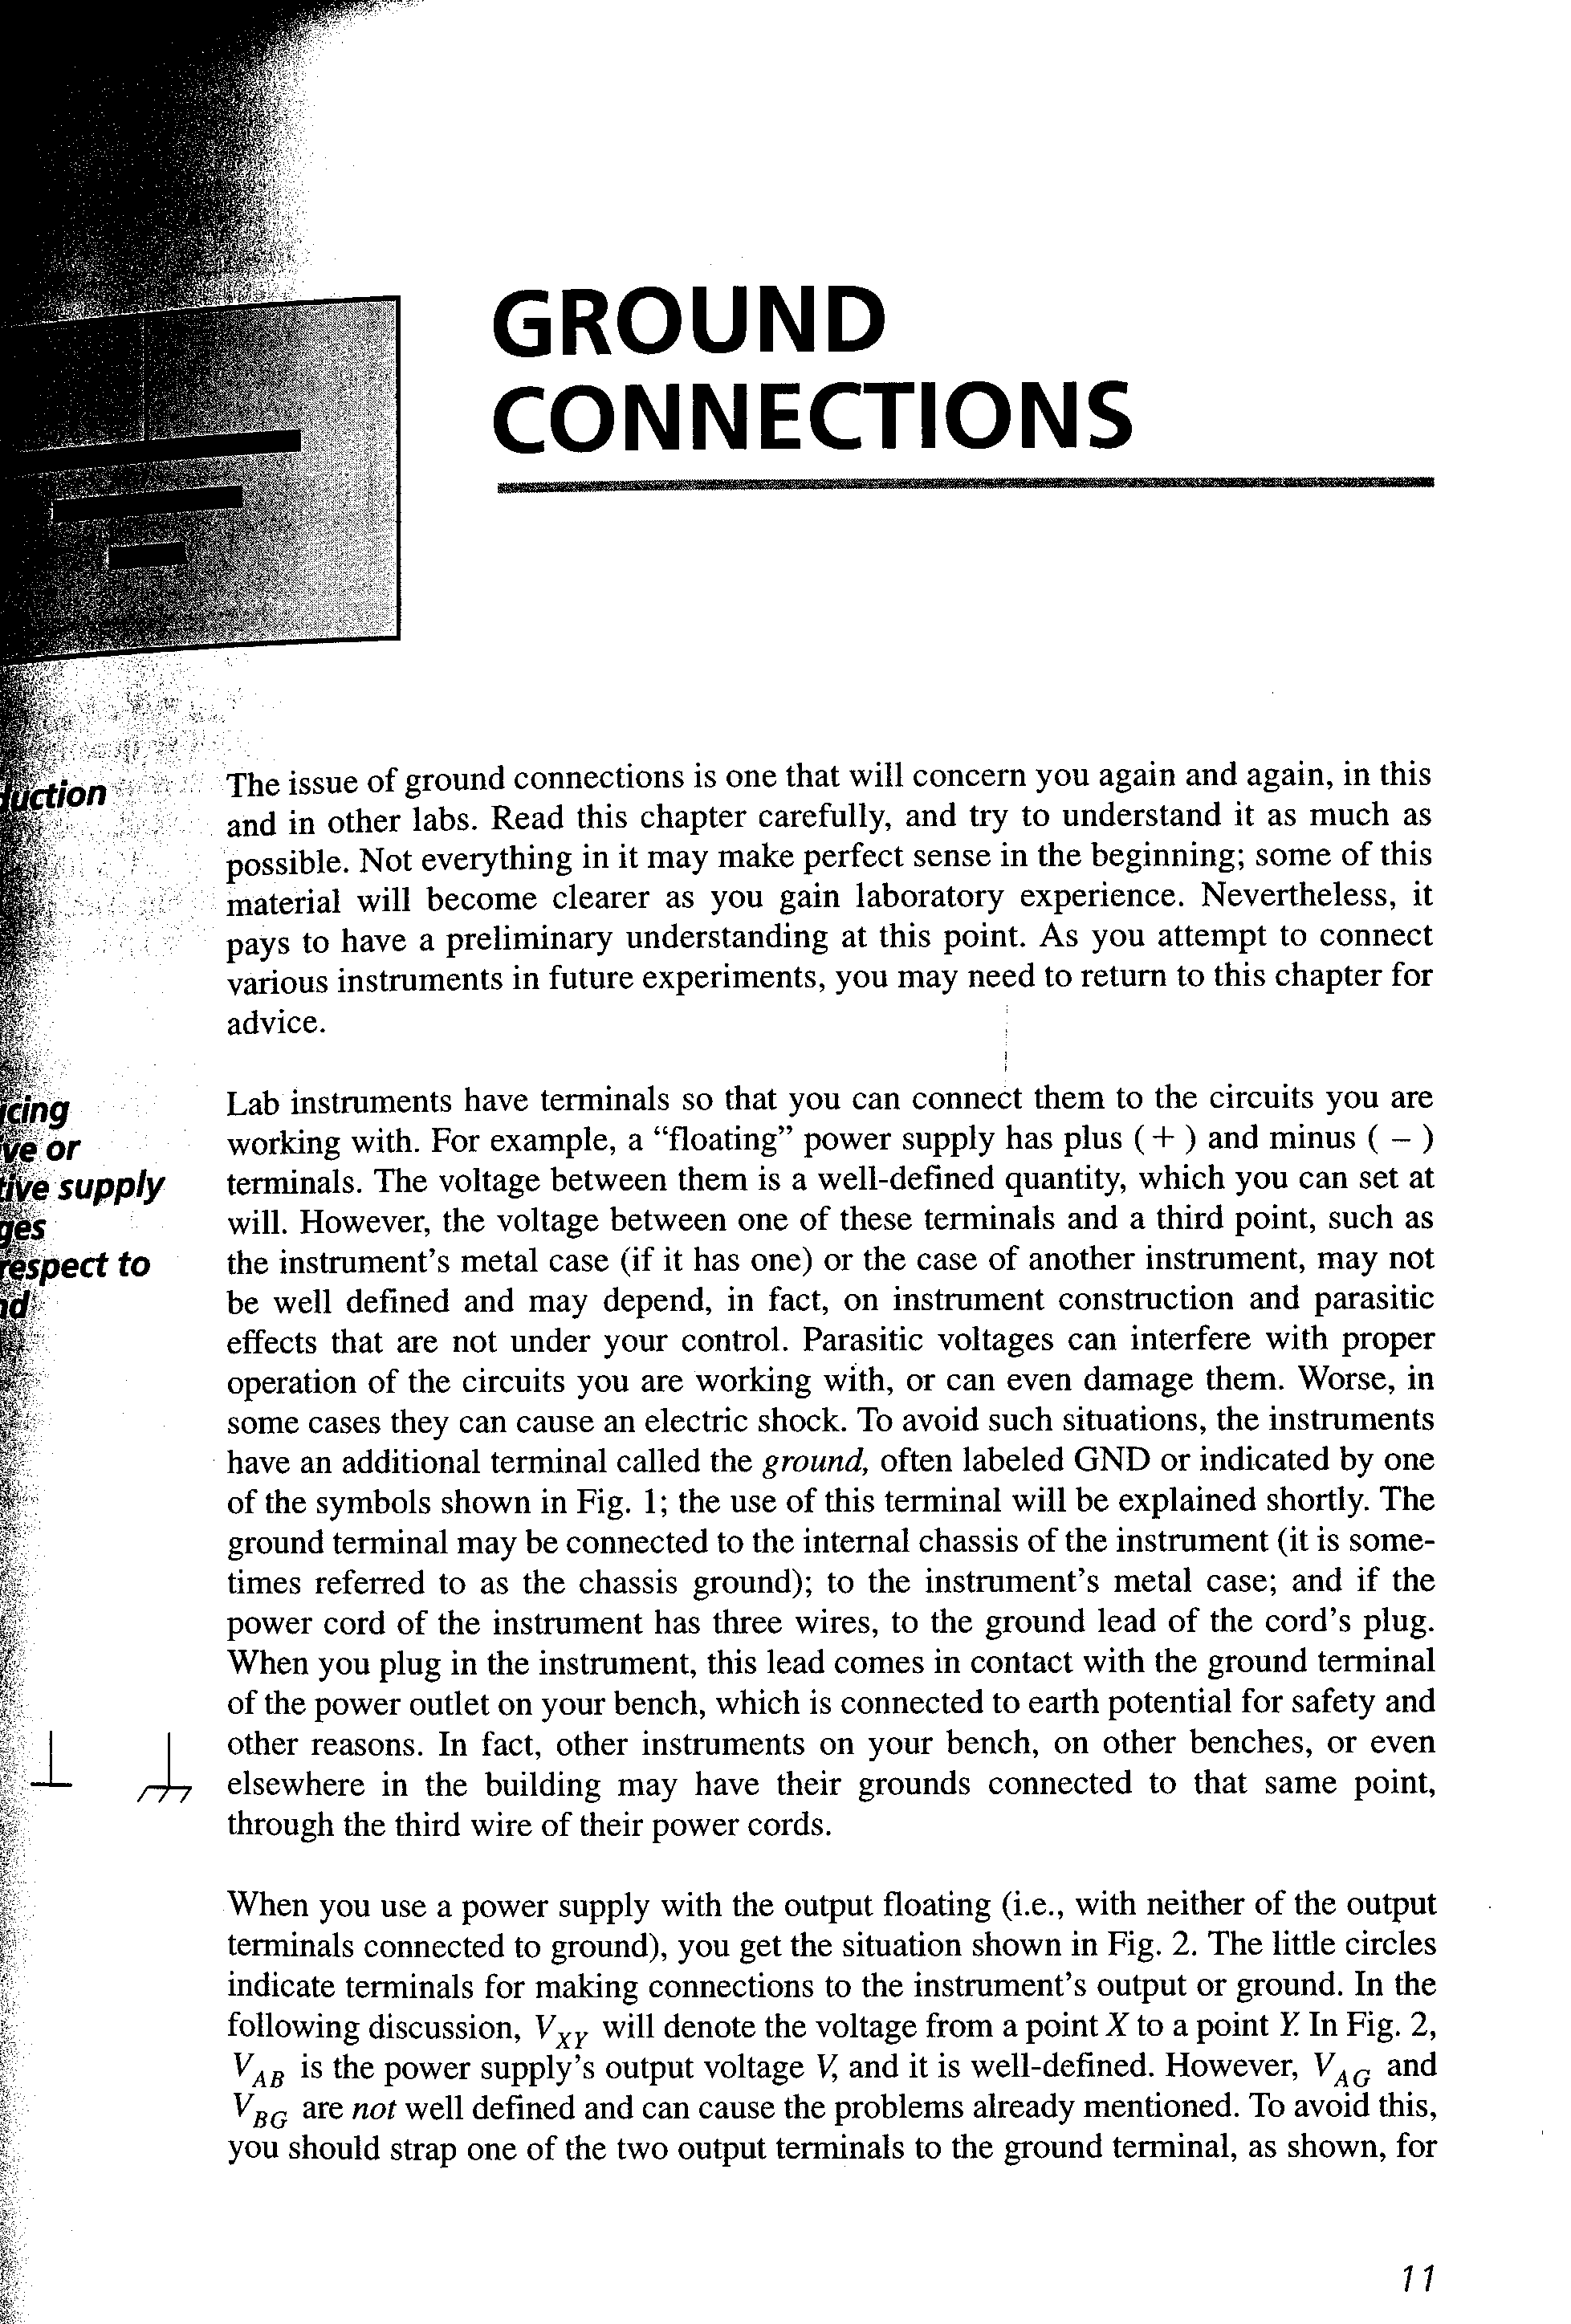 GROUND
CONNECTIONS
The issue of ground connections is one that will concern you again and again, in this
and in other labs. Read this chapter carefully, and try to understand it as much as
possible. Not everything in it may make perfect sense in the beginning; some of this
material will become clearer as you gain laboratory experience. Nevertheless, it
pays to have a preliminary understanding at this point. As you attempt to connect
various instruments in future experiments, you may need to return to this chapter for
advice.
or
supply
respect to
Lab instruments have terminals so that you can connect them to the circuits you are
working with. For example, a “floating” power supply has plus ( + ) and minus ( – )
terminals. The voltage between them is a well-defined quantity, which you can set at
will. However, the voltage between one of these terminals and a third point, such as
the instrument’s metal case (if it has one) or the case of another instrument, may not
be well defined and may depend, in fact, on instrument construction and parasitic
effects that are not under your control. Parasitic voltages can interfere with proper
operation of the circuits you are working with, or can even damage them. Worse, in
some cases they can cause an electric shock. To avoid such situations, the instruments
have an additional terminal called the ground, often labeled GND or indicated by one
of the symbols shown in Fig. 1; the use of this terminal will be explained shortly. The
ground terminal may be connected to the internal chassis of the instrument (it is some-
times referred to as the chassis ground); to the instrument’s metal case; and if the
power cord of the instrument has three wires, to the ground lead of the cord’s plug.
When you plug in the instrument, this lead comes in contact with the ground terminal
of the power outlet on your bench, which is connected to earth potential for safety and
other reasons. In fact, other instruments on your bench, on other benches, or even
elsewhere in the building may have their grounds connected to that same point,
through the third wire of their power cords.
When you use a power supply with the output floating (i.e., with neither of the output
terminals connected to ground), you get the situation shown in Fig. 2. The little circles
indicate terminals for making connections to the instrument’s output or ground. In the
following discussion, V_XY will denote the voltage from a point X to a point Y. In Fig. 2,
V_AB is the power supply’s output voltage V, and it is well-defined. However, V_AG and
V_BG are not well defined and can cause the problems already mentioned. To avoid this,
you should strap one of the two output terminals to the ground terminal, as shown, for
11